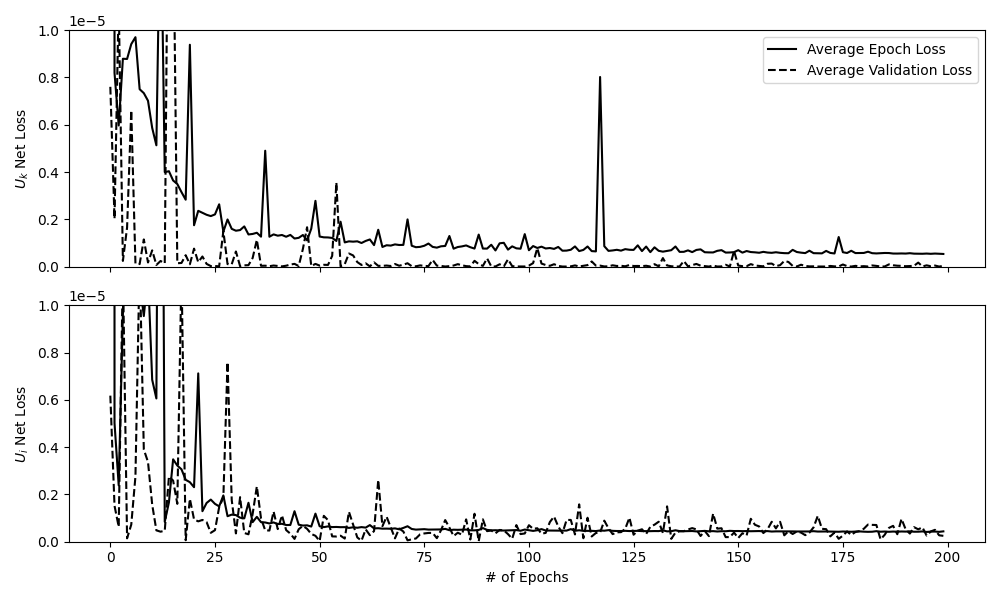 1e−5
1.0
0.8
0.6
0.4
0.2
0.0
U_k Net Loss
Average Epoch Loss
Average Validation Loss
1e−5
1.0
0.8
0.6
0.4
0.2
0.0
U_i Net Loss
0 25 50 75 100 125 150 175 200
# of Epochs